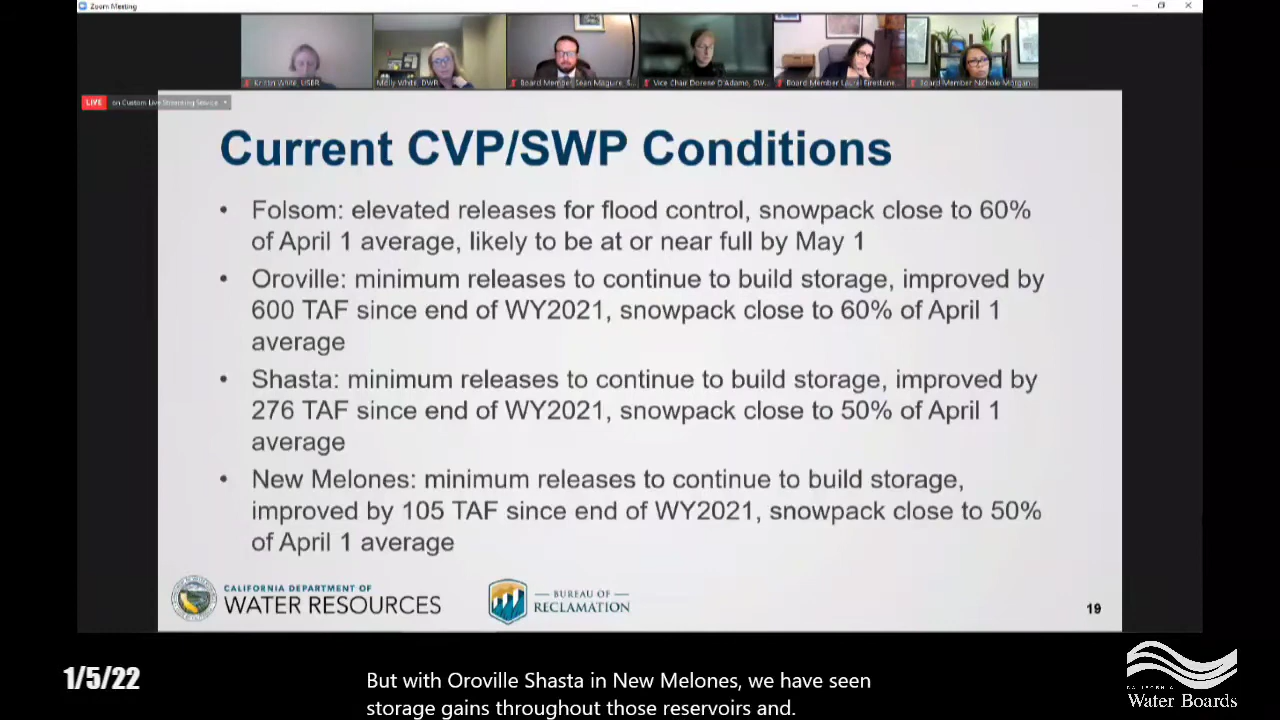 Zoom Meeting
Kristin White, USBR
Molly White, DWR
Board Member Sean Maguire, S...
Vice Chair Dorene D'Adamo, SW...
Board Member Laurel Firestone...
Board Member Nichole Morgan...
LIVE on Custom Live Streaming Service
Current CVP/SWP Conditions
• Folsom: elevated releases for flood control, snowpack close to 60%
of April 1 average, likely to be at or near full by May 1
• Oroville: minimum releases to continue to build storage, improved by
600 TAF since end of WY2021, snowpack close to 60% of April 1
average
• Shasta: minimum releases to continue to build storage, improved by
276 TAF since end of WY2021, snowpack close to 50% of April 1
average
• New Melones: minimum releases to continue to build storage,
improved by 105 TAF since end of WY2021, snowpack close to 50%
of April 1 average
CALIFORNIA DEPARTMENT OF
WATER RESOURCES
BUREAU OF
RECLAMATION
19
1/5/22
But with Oroville Shasta in New Melones, we have seen
storage gains throughout those reservoirs and.
CALIFORNIA
Water Boards